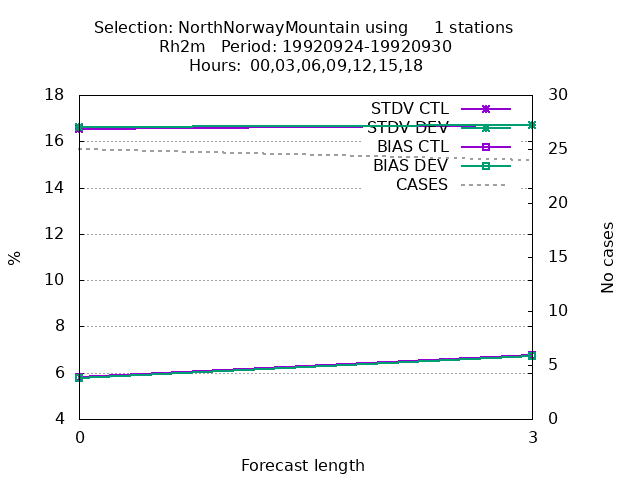 Selection: NorthNorwayMountain using     1 stations
Rh2m   Period: 19920924-19920930
Hours:  00,03,06,09,12,15,18
18
16
14
12
10
8
6
4
%
30
25
20
15
10
5
0
No cases
STDV CTL
STDV DEV
BIAS CTL
BIAS DEV
CASES
0
3
Forecast length